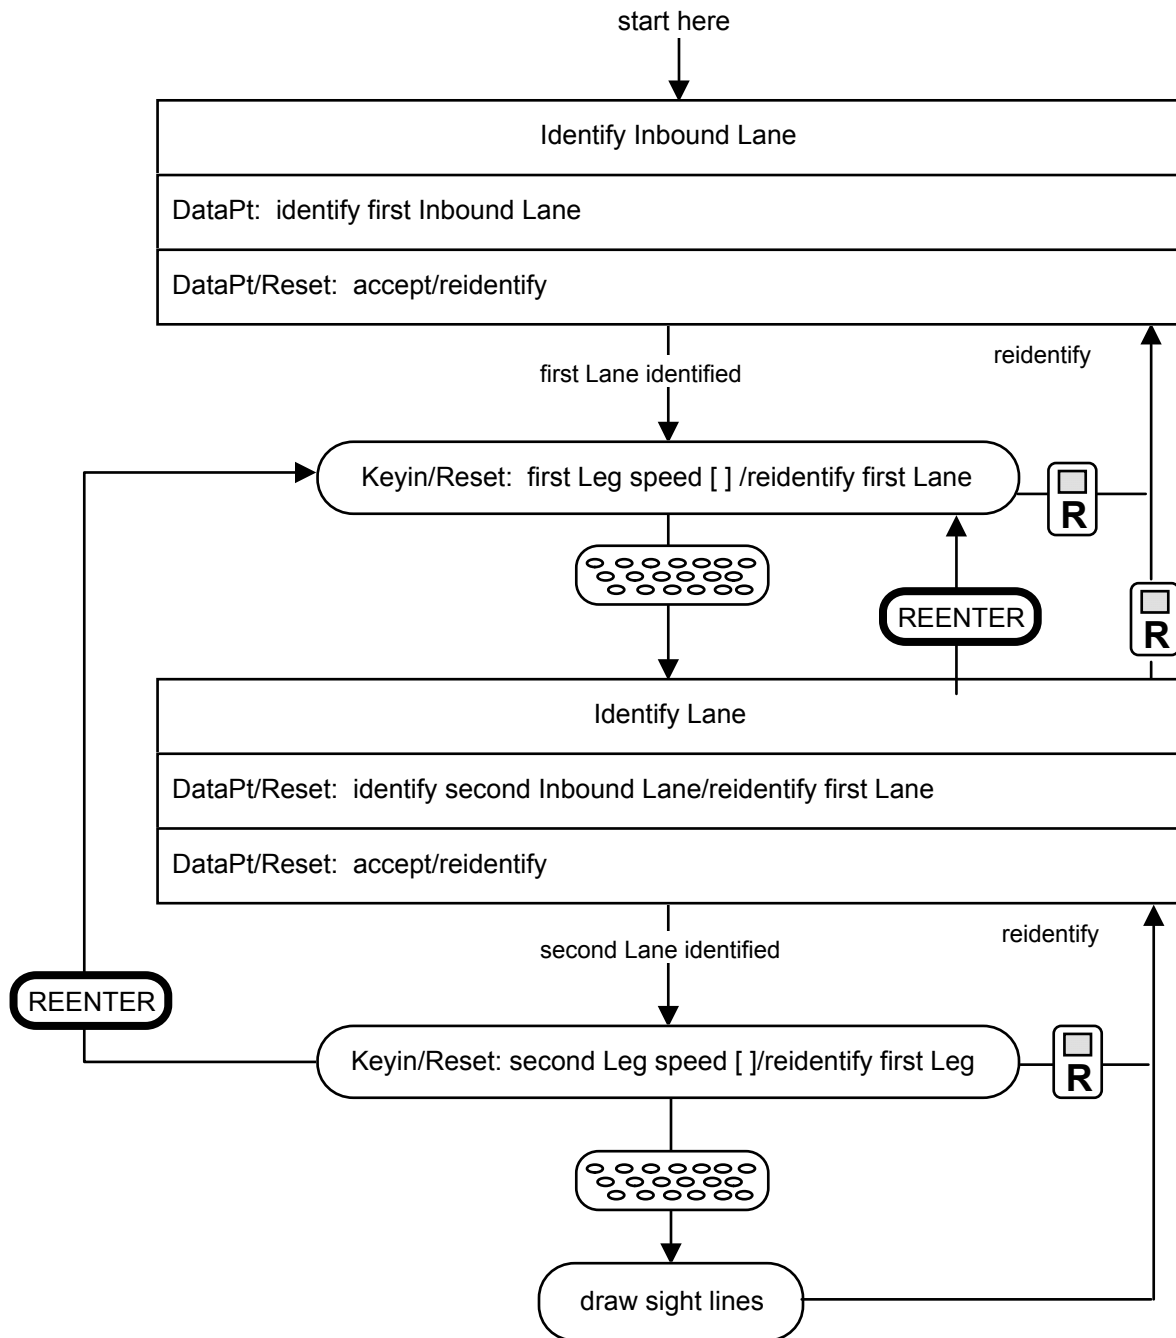 start here
Identify Inbound Lane
DataPt: identify first Inbound Lane
DataPt/Reset: accept/reidentify
reidentify
first Lane identified
Keyin/Reset: first Leg speed [ ] /reidentify first Lane
R
REENTER
R
Identify Lane
DataPt/Reset: identify second Inbound Lane/reidentify first Lane
DataPt/Reset: accept/reidentify
reidentify
second Lane identified
REENTER
Keyin/Reset: second Leg speed [ ]/reidentify first Leg
R
draw sight lines